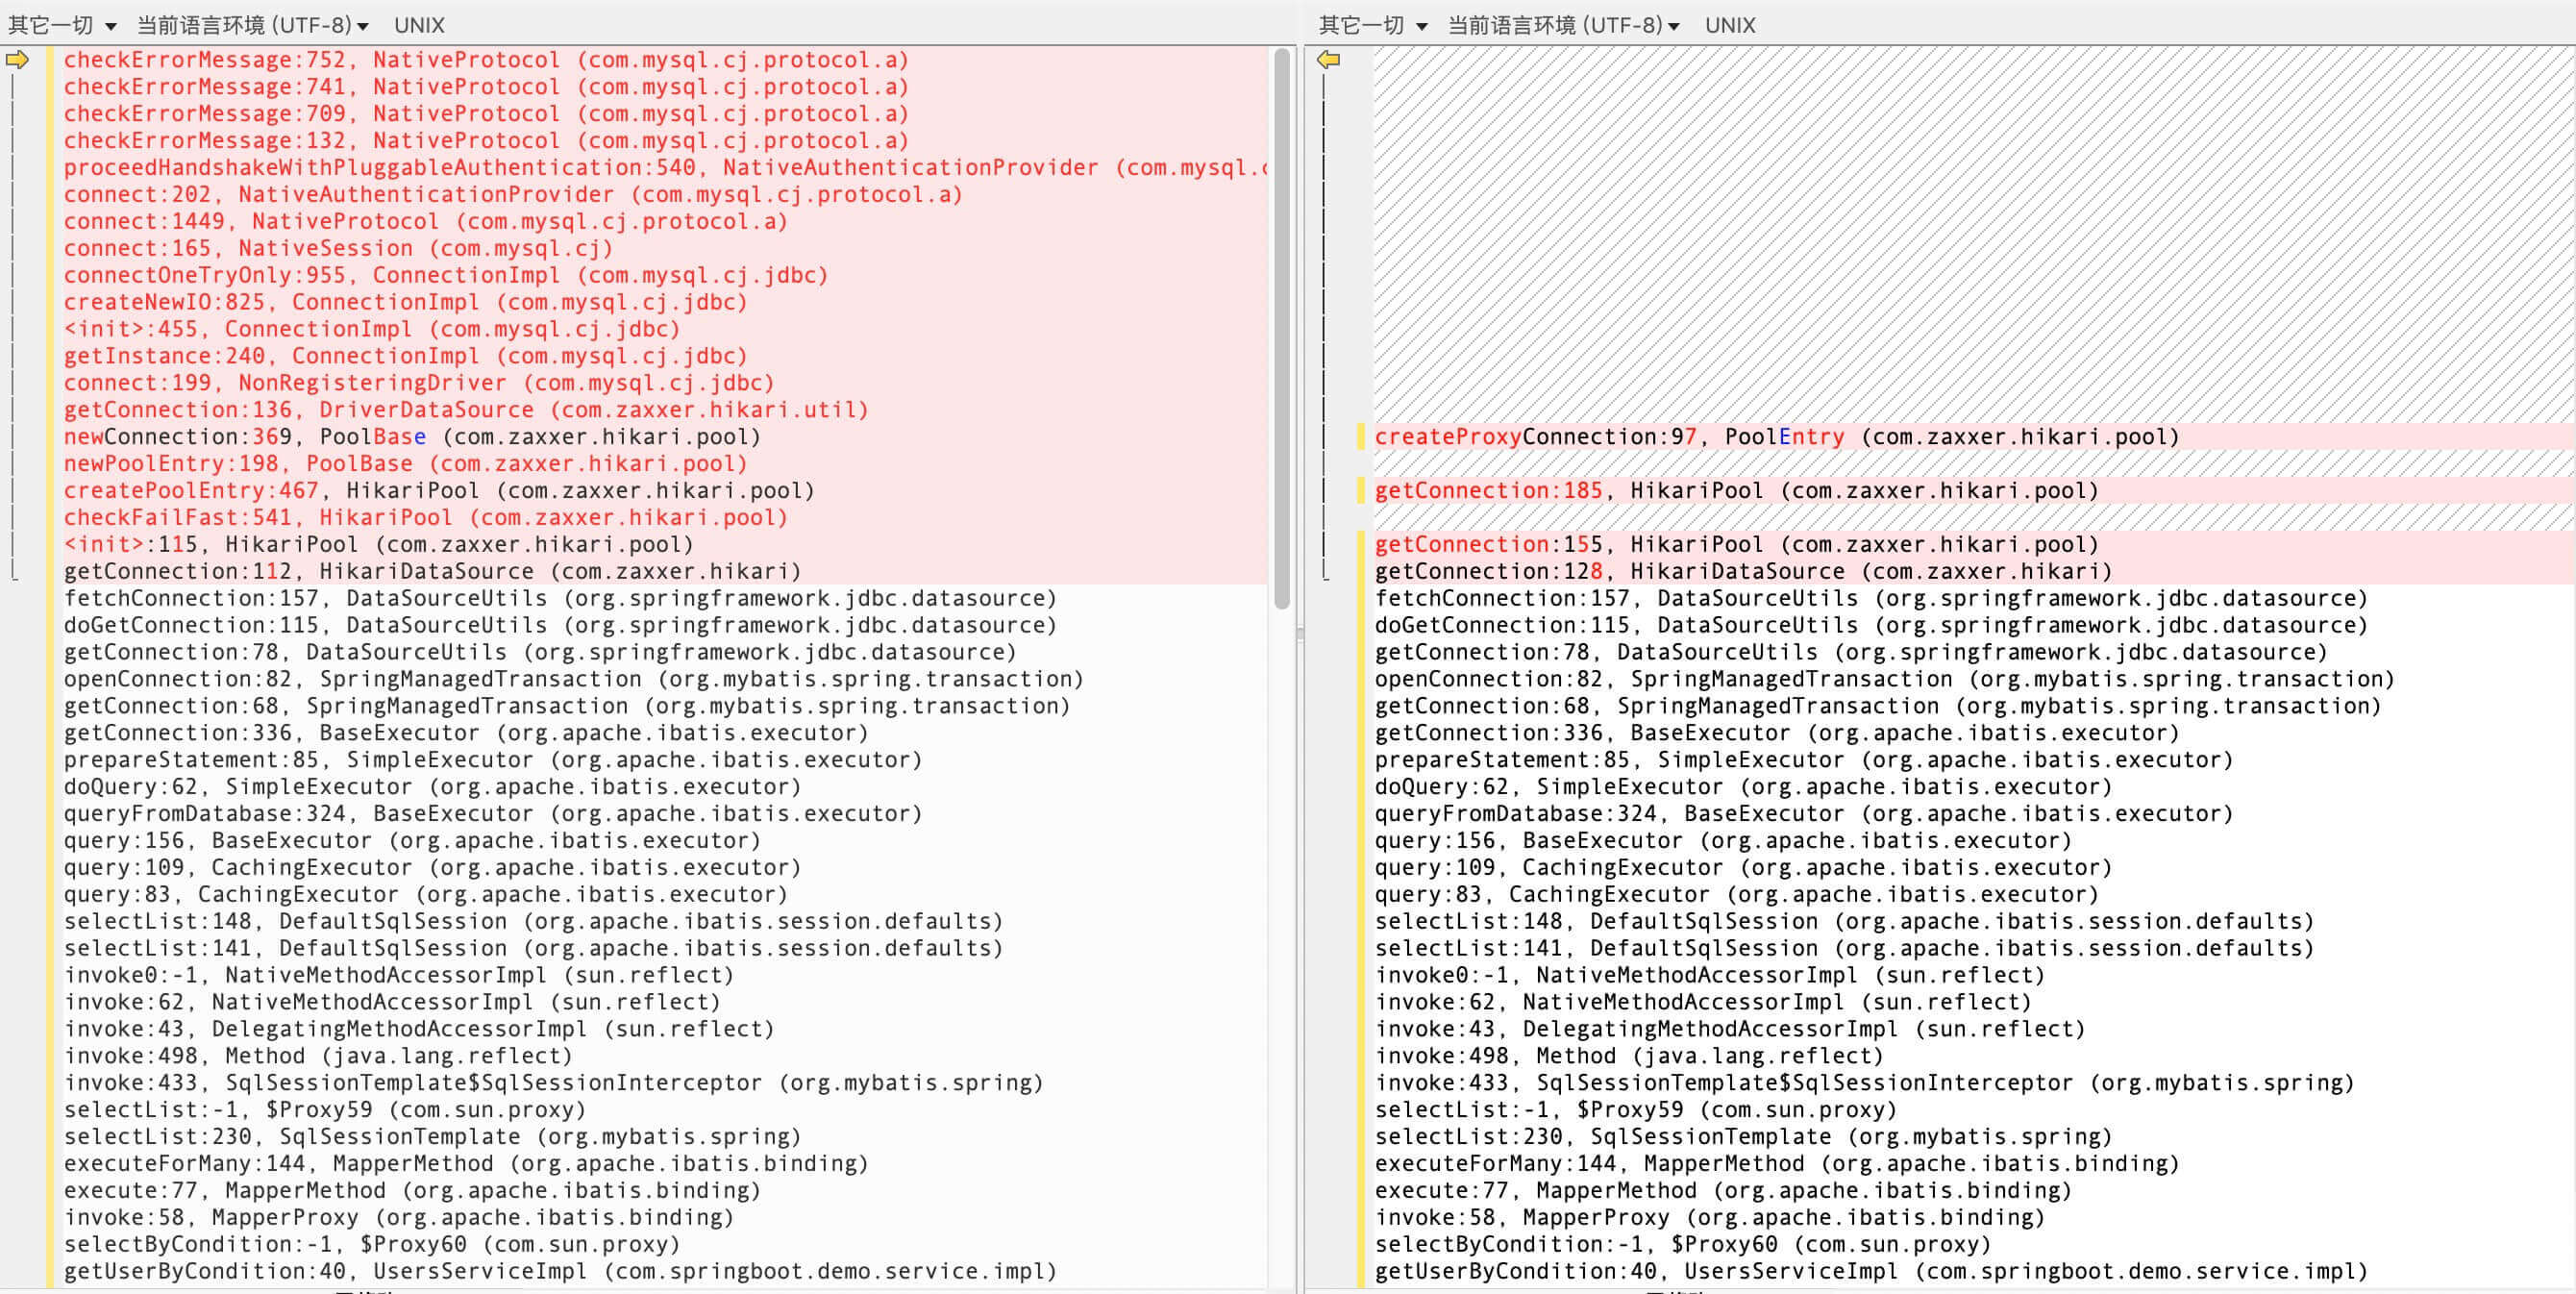 其它一切 当前语言环境 (UTF-8) UNIX
checkErrorMessage:752, NativeProtocol (com.mysql.cj.protocol.a)
checkErrorMessage:741, NativeProtocol (com.mysql.cj.protocol.a)
checkErrorMessage:709, NativeProtocol (com.mysql.cj.protocol.a)
checkErrorMessage:132, NativeProtocol (com.mysql.cj.protocol.a)
proceedHandshakeWithPluggableAuthentication:540, NativeAuthenticationProvider (com.mysql.c
connect:202, NativeAuthenticationProvider (com.mysql.cj.protocol.a)
connect:1449, NativeProtocol (com.mysql.cj.protocol.a)
connect:165, NativeSession (com.mysql.cj)
connectOneTryOnly:955, ConnectionImpl (com.mysql.cj.jdbc)
createNewIO:825, ConnectionImpl (com.mysql.cj.jdbc)
<init>:455, ConnectionImpl (com.mysql.cj.jdbc)
getInstance:240, ConnectionImpl (com.mysql.cj.jdbc)
connect:199, NonRegisteringDriver (com.mysql.cj.jdbc)
getConnection:136, DriverDataSource (com.zaxxer.hikari.util)
newConnection:369, PoolBase (com.zaxxer.hikari.pool)
newPoolEntry:198, PoolBase (com.zaxxer.hikari.pool)
createPoolEntry:467, HikariPool (com.zaxxer.hikari.pool)
checkFailFast:541, HikariPool (com.zaxxer.hikari.pool)
<init>:115, HikariPool (com.zaxxer.hikari.pool)
getConnection:112, HikariDataSource (com.zaxxer.hikari)
fetchConnection:157, DataSourceUtils (org.springframework.jdbc.datasource)
doGetConnection:115, DataSourceUtils (org.springframework.jdbc.datasource)
getConnection:78, DataSourceUtils (org.springframework.jdbc.datasource)
openConnection:82, SpringManagedTransaction (org.mybatis.spring.transaction)
getConnection:68, SpringManagedTransaction (org.mybatis.spring.transaction)
getConnection:336, BaseExecutor (org.apache.ibatis.executor)
prepareStatement:85, SimpleExecutor (org.apache.ibatis.executor)
doQuery:62, SimpleExecutor (org.apache.ibatis.executor)
queryFromDatabase:324, BaseExecutor (org.apache.ibatis.executor)
query:156, BaseExecutor (org.apache.ibatis.executor)
query:109, CachingExecutor (org.apache.ibatis.executor)
query:83, CachingExecutor (org.apache.ibatis.executor)
selectList:148, DefaultSqlSession (org.apache.ibatis.session.defaults)
selectList:141, DefaultSqlSession (org.apache.ibatis.session.defaults)
invoke0:-1, NativeMethodAccessorImpl (sun.reflect)
invoke:62, NativeMethodAccessorImpl (sun.reflect)
invoke:43, DelegatingMethodAccessorImpl (sun.reflect)
invoke:498, Method (java.lang.reflect)
invoke:433, SqlSessionTemplate$SqlSessionInterceptor (org.mybatis.spring)
selectList:-1, $Proxy59 (com.sun.proxy)
selectList:230, SqlSessionTemplate (org.mybatis.spring)
executeForMany:144, MapperMethod (org.apache.ibatis.binding)
execute:77, MapperMethod (org.apache.ibatis.binding)
invoke:58, MapperProxy (org.apache.ibatis.binding)
selectByCondition:-1, $Proxy60 (com.sun.proxy)
getUserByCondition:40, UsersServiceImpl (com.springboot.demo.service.impl)
其它一切 当前语言环境 (UTF-8) UNIX
createProxyConnection:97, PoolEntry (com.zaxxer.hikari.pool)
getConnection:185, HikariPool (com.zaxxer.hikari.pool)
getConnection:155, HikariPool (com.zaxxer.hikari.pool)
getConnection:128, HikariDataSource (com.zaxxer.hikari)
fetchConnection:157, DataSourceUtils (org.springframework.jdbc.datasource)
doGetConnection:115, DataSourceUtils (org.springframework.jdbc.datasource)
getConnection:78, DataSourceUtils (org.springframework.jdbc.datasource)
openConnection:82, SpringManagedTransaction (org.mybatis.spring.transaction)
getConnection:68, SpringManagedTransaction (org.mybatis.spring.transaction)
getConnection:336, BaseExecutor (org.apache.ibatis.executor)
prepareStatement:85, SimpleExecutor (org.apache.ibatis.executor)
doQuery:62, SimpleExecutor (org.apache.ibatis.executor)
queryFromDatabase:324, BaseExecutor (org.apache.ibatis.executor)
query:156, BaseExecutor (org.apache.ibatis.executor)
query:109, CachingExecutor (org.apache.ibatis.executor)
query:83, CachingExecutor (org.apache.ibatis.executor)
selectList:148, DefaultSqlSession (org.apache.ibatis.session.defaults)
selectList:141, DefaultSqlSession (org.apache.ibatis.session.defaults)
invoke0:-1, NativeMethodAccessorImpl (sun.reflect)
invoke:62, NativeMethodAccessorImpl (sun.reflect)
invoke:43, DelegatingMethodAccessorImpl (sun.reflect)
invoke:498, Method (java.lang.reflect)
invoke:433, SqlSessionTemplate$SqlSessionInterceptor (org.mybatis.spring)
selectList:-1, $Proxy59 (com.sun.proxy)
selectList:230, SqlSessionTemplate (org.mybatis.spring)
executeForMany:144, MapperMethod (org.apache.ibatis.binding)
execute:77, MapperMethod (org.apache.ibatis.binding)
invoke:58, MapperProxy (org.apache.ibatis.binding)
selectByCondition:-1, $Proxy60 (com.sun.proxy)
getUserByCondition:40, UsersServiceImpl (com.springboot.demo.service.impl)